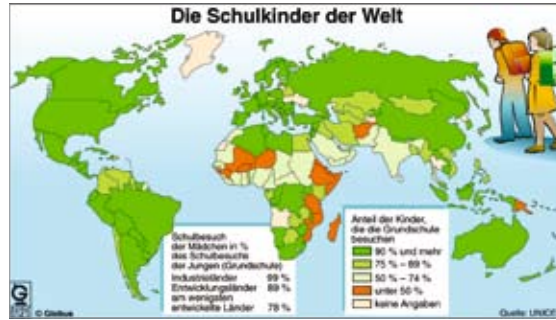 Die Schulkinder der Welt
Schulbesuch
der Mädchen in %
des Schulbesuchs
der Jungen (Grundschule)
Industrieländer 99 %
Entwicklungsländer 89 %
am wenigsten
entwickelte Länder 78 %
Anteil der Kinder,
die die Grundschule
besuchen
90 % und mehr
75 % - 89 %
50 % - 74 %
unter 50 %
keine Angaben
© Globus
Quelle: UNICEF